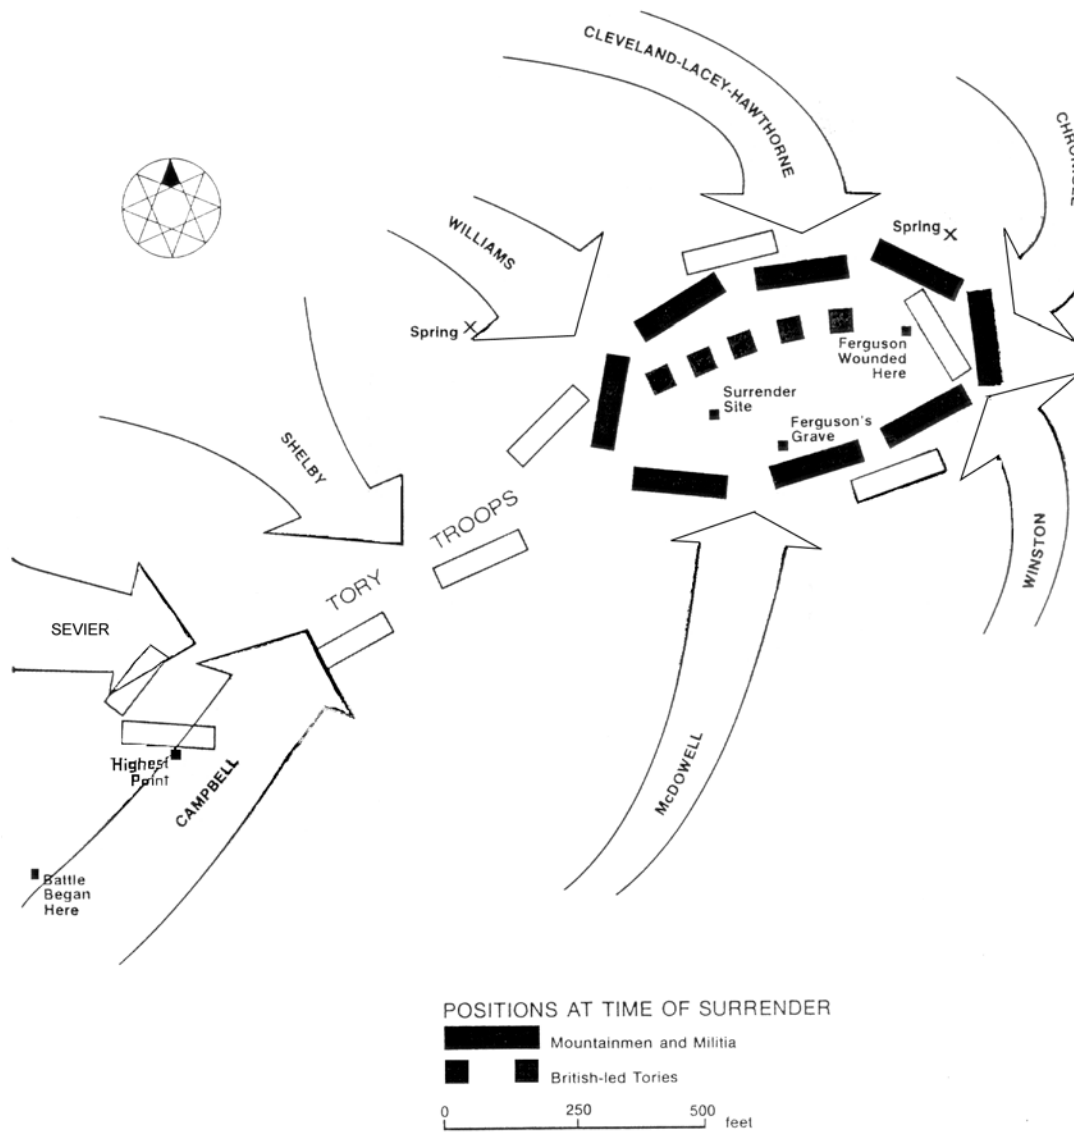 CLEVELAND-LACEY-HAWTHORNE
WILLIAMS
Spring
Spring
Ferguson
Wounded
Here
Surrender
Site
Ferguson's
Grave
SHELBY
TORY TROOPS
WINSTON
SEVIER
McDOWELL
CAMPBELL
Highest
Point
Battle
Began
Here
POSITIONS AT TIME OF SURRENDER
Mountainmen and Militia
British-led Tories
0 250 500 feet